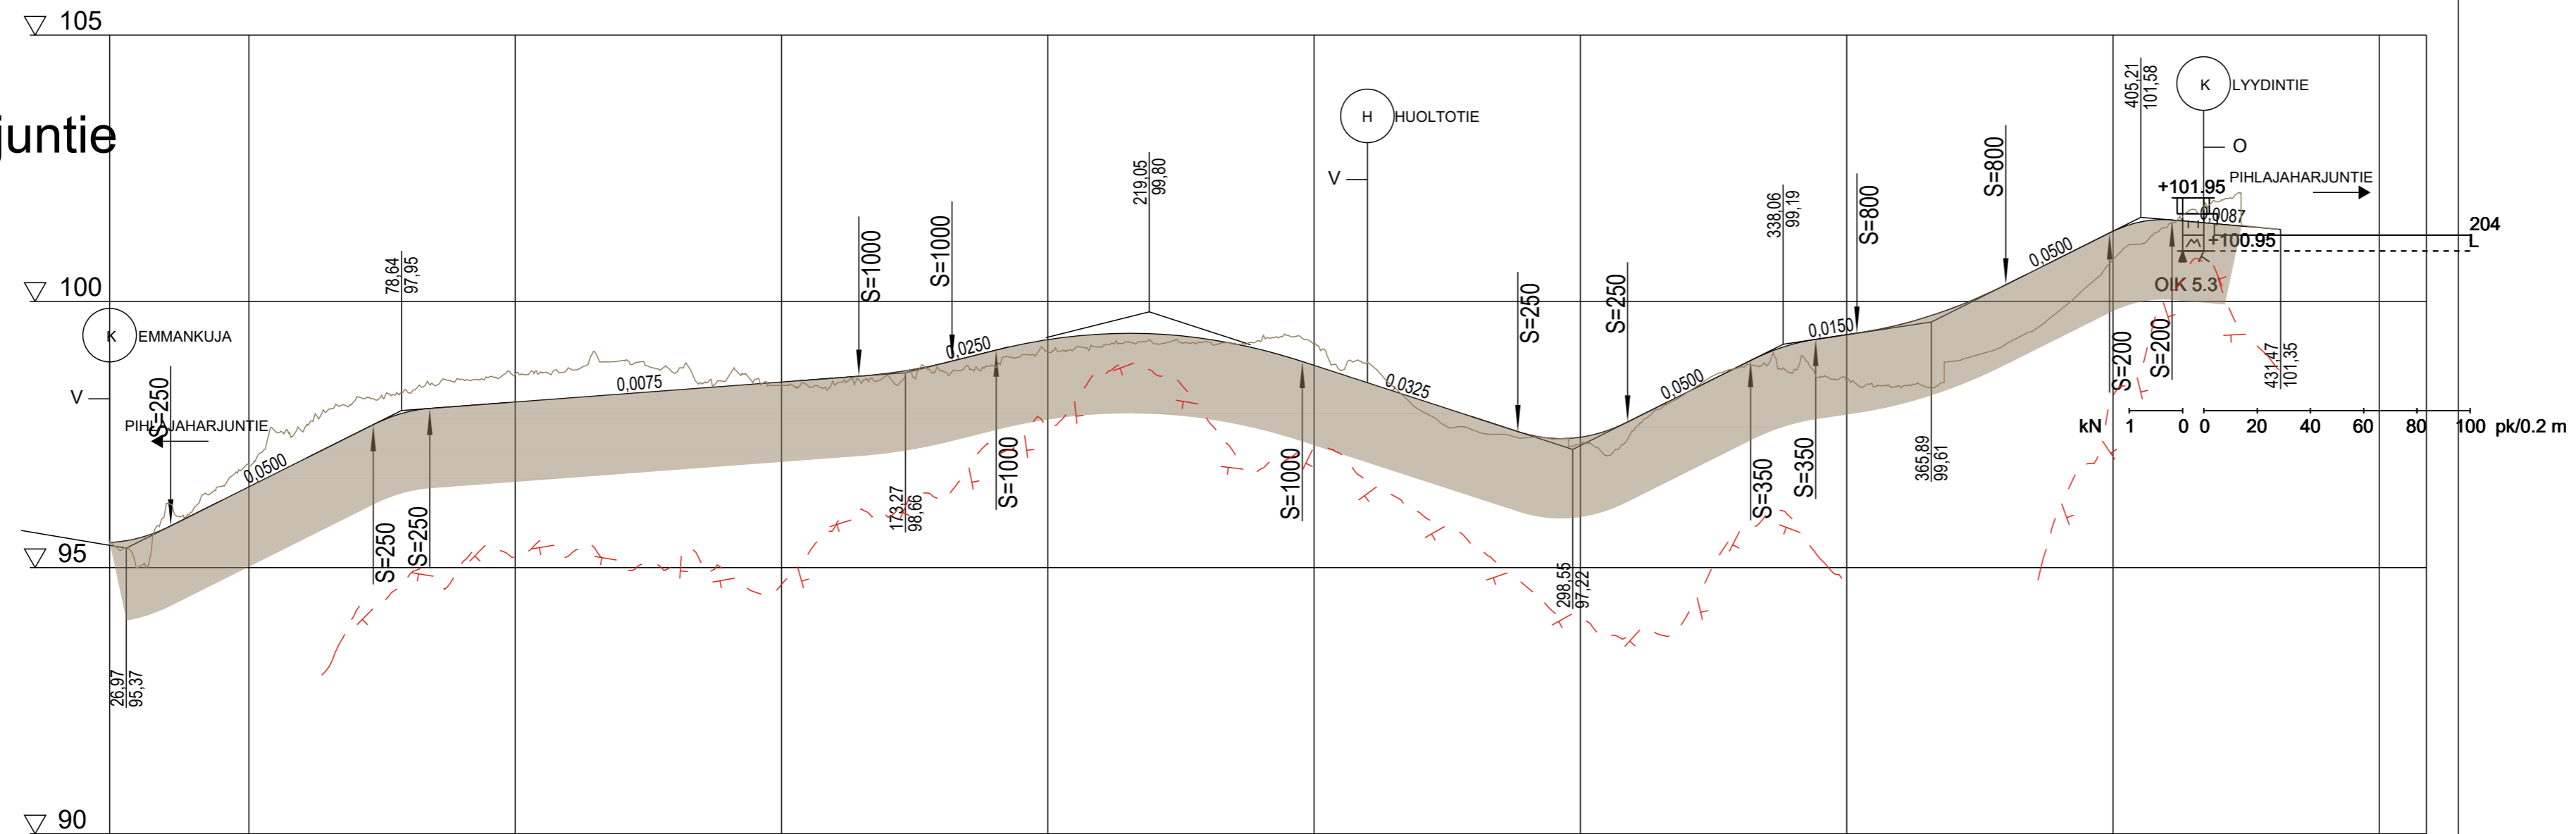 105
juntie
100
95
90
K EMMANKUJA
V
S=250
PIHLAJAHARJUNTIE
0,0500
26,97
95,37
78,64
97,95
S=250
S=250
0,0075
S=1000
173,27
98,66
S=1000
0,0250
S=1000
219,05
99,80
S=1000
H HUOLTOTIE
V
0,0325
S=250
298,55
97,22
S=250
0,0500
S=350
338,06
99,19
S=350
0,0150
S=800
365,89
99,61
S=800
0,0500
S=200
405,21
101,58
S=200
K LYYDINTIE
O
PIHLAJAHARJUNTIE
+101.95
0,0087
+100.95
204
L
431,47
101,35
kN 1 0 0 20 40 60 80 100 pk/0.2 m